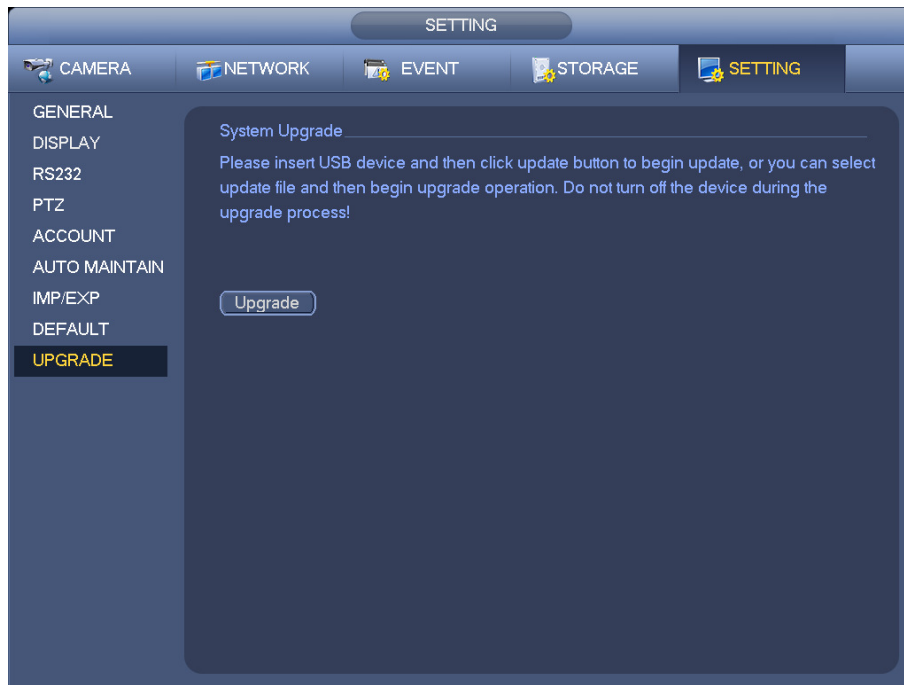 SETTING
CAMERA
NETWORK
EVENT
STORAGE
SETTING
GENERAL
DISPLAY
RS232
PTZ
ACCOUNT
AUTO MAINTAIN
IMP/EXP
DEFAULT
UPGRADE
System Upgrade
Please insert USB device and then click update button to begin update, or you can select
update file and then begin upgrade operation. Do not turn off the device during the
upgrade process!
Upgrade